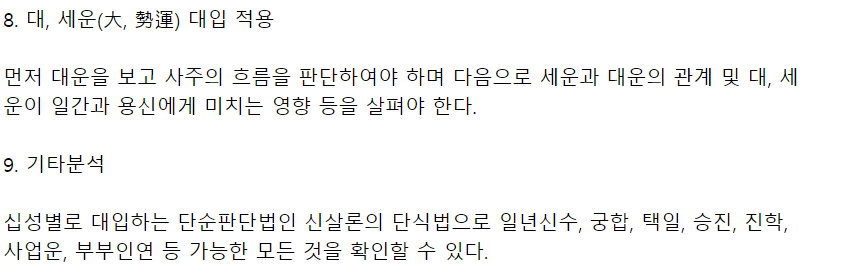 8. 대, 세운(大, 勢運) 대입 적용
먼저 대운을 보고 사주의 흐름을 판단하여야 하며 다음으로 세운과 대운의 관계 및 대, 세
운이 일간과 용신에게 미치는 영향 등을 살펴야 한다.
9. 기타분석
십성별로 대입하는 단순판단법인 신살론의 단식법으로 일년신수, 궁합, 택일, 승진, 진학,
사업운, 부부인연 등 가능한 모든 것을 확인할 수 있다.